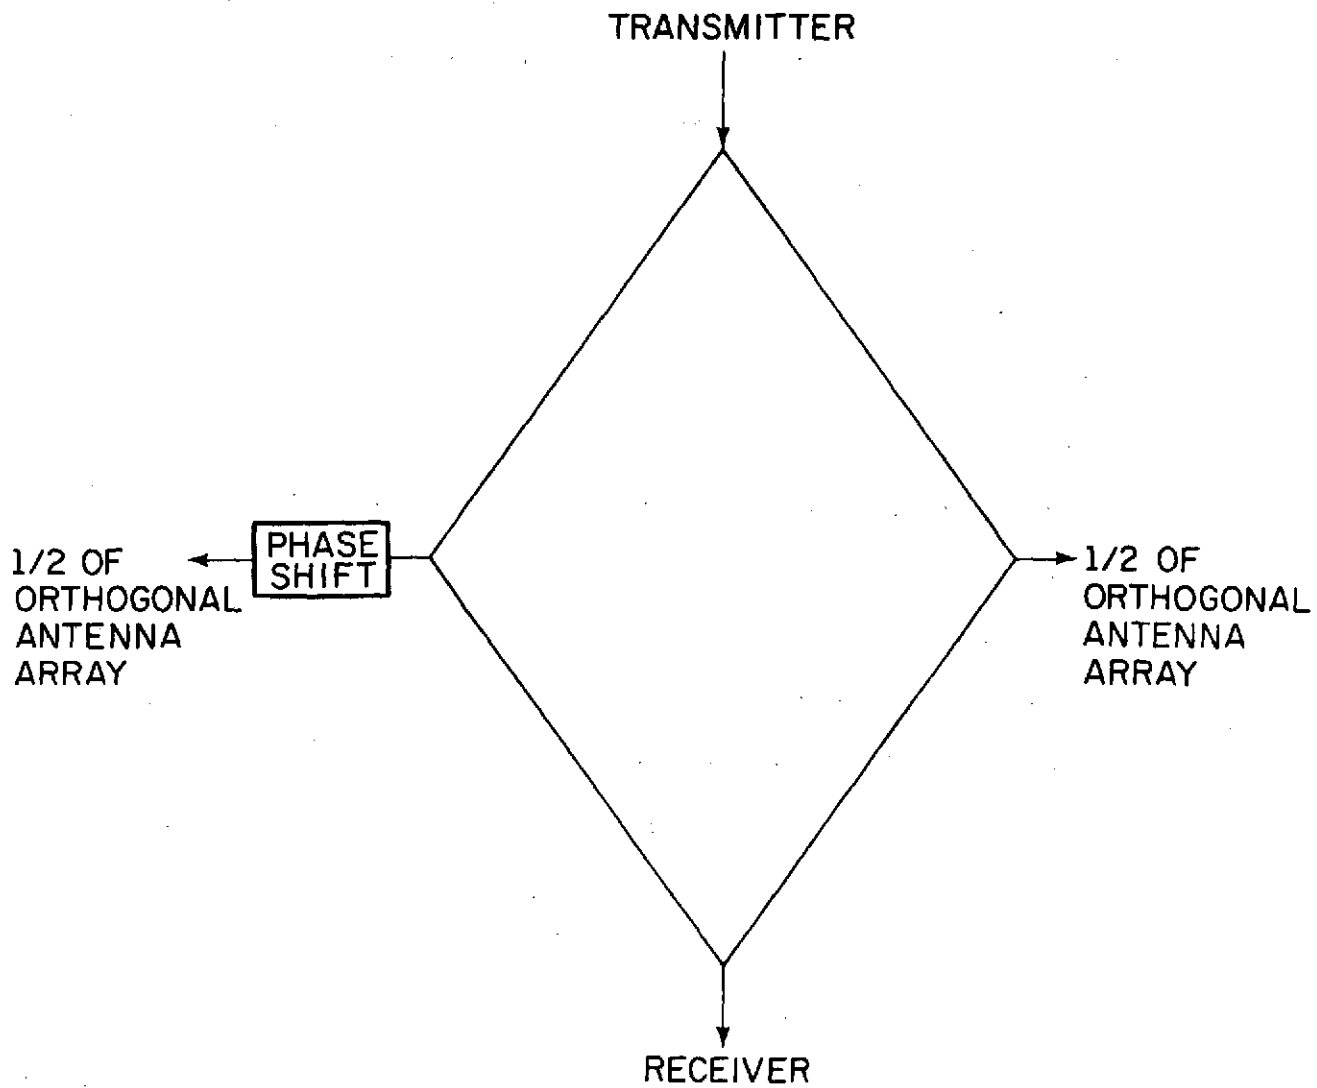 TRANSMITTER
PHASE
SHIFT
1/2 OF
ORTHOGONAL
ANTENNA
ARRAY
1/2 OF
ORTHOGONAL
ANTENNA
ARRAY
RECEIVER